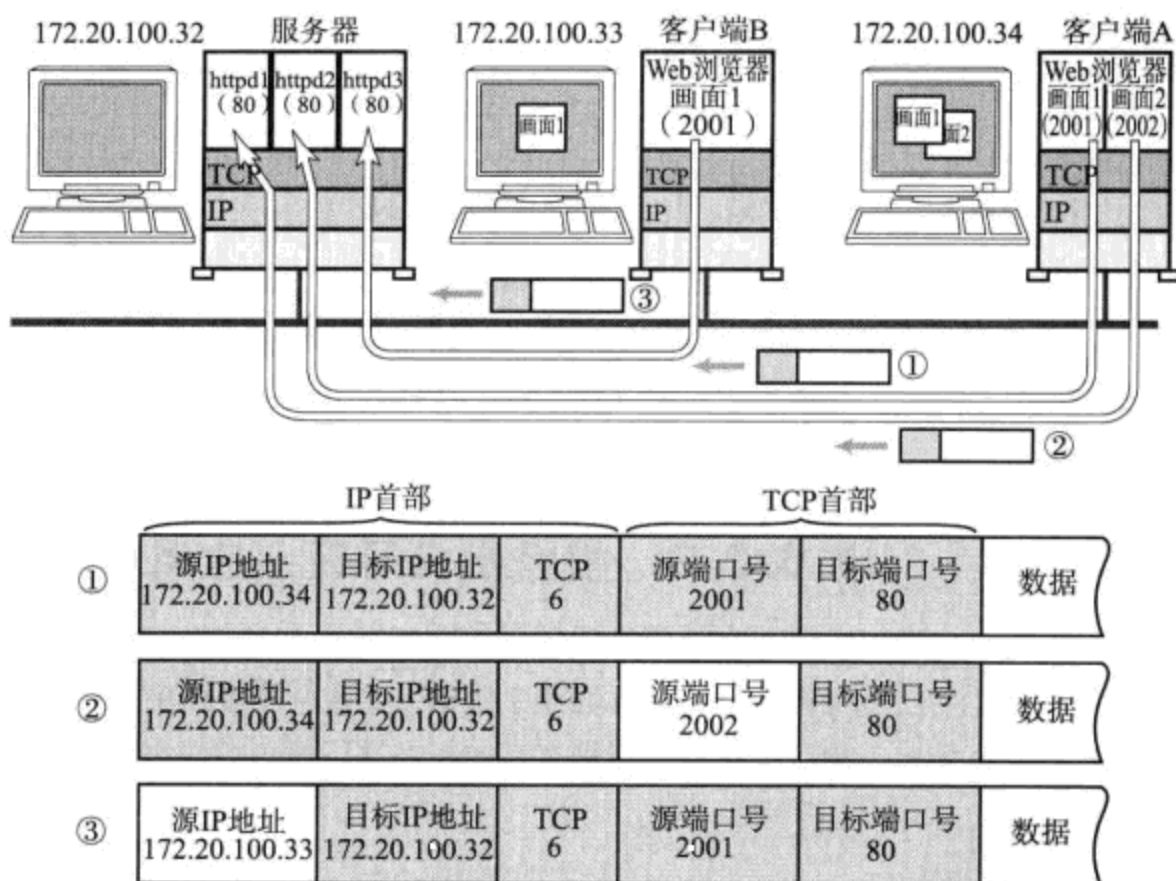 172.20.100.32
服务器
172.20.100.33
客户端B
172.20.100.34
客户端A
httpd1
(80)
httpd2
(80)
httpd3
(80)
TCP
IP
画面1
Web浏览器
画面1
(2001)
TCP
IP
画面1
面2
Web浏览器
画面1
(2001)
画面2
(2002)
TCP
IP
③
①
②
IP首部
TCP首部
①
源IP地址
172.20.100.34
目标IP地址
172.20.100.32
TCP
6
源端口号
2001
目标端口号
80
数据
②
源IP地址
172.20.100.34
目标IP地址
172.20.100.32
TCP
6
源端口号
2002
目标端口号
80
数据
③
源IP地址
172.20.100.33
目标IP地址
172.20.100.32
TCP
6
源端口号
2001
目标端口号
80
数据